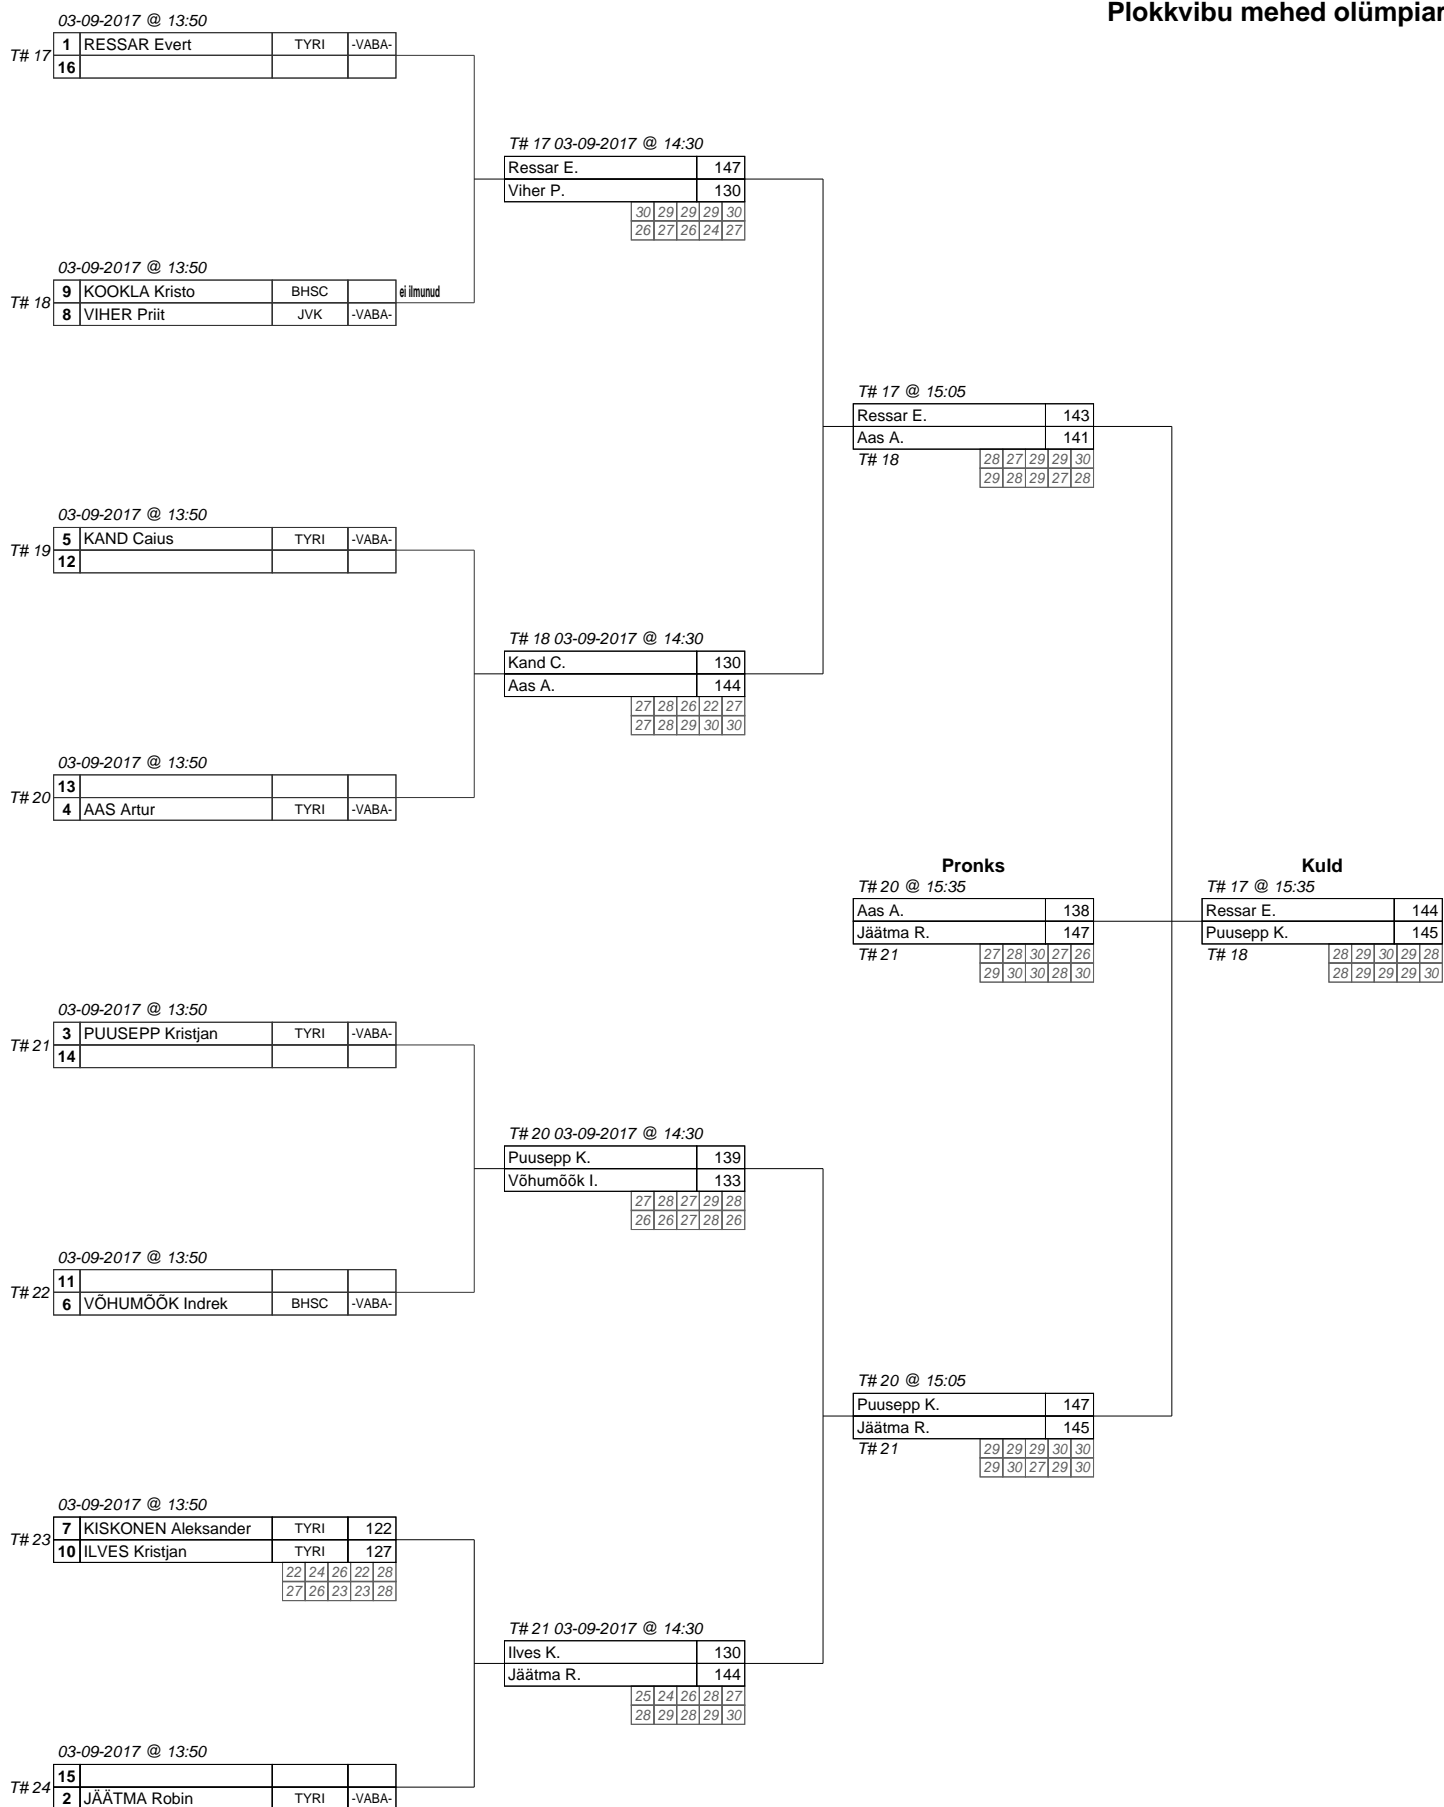 Plokkvibu mehed olümpiar
03-09-2017 @ 13:50
T# 17
1 RESSAR Evert TYRI -VABA-
16
T# 17 03-09-2017 @ 14:30
Ressar E. 147
Viher P. 130
30 29 29 29 30
26 27 26 24 27
03-09-2017 @ 13:50
T# 18
9 KOOKLA Kristo BHSC ei ilmunud
8 VIHER Priit JVK -VABA-
T# 17 @ 15:05
Ressar E. 143
Aas A. 141
T# 18 28 27 29 29 30
29 28 29 27 28
03-09-2017 @ 13:50
T# 19
5 KAND Caius TYRI -VABA-
12
T# 18 03-09-2017 @ 14:30
Kand C. 130
Aas A. 144
27 28 26 22 27
27 28 29 30 30
03-09-2017 @ 13:50
T# 20
13
4 AAS Artur TYRI -VABA-
Pronks
T# 20 @ 15:35
Aas A. 138
Jäätma R. 147
T# 21 27 28 30 27 26
29 30 30 28 30
Kuld
T# 17 @ 15:35
Ressar E. 144
Puusepp K. 145
T# 18 28 29 30 29 28
28 29 29 29 30
03-09-2017 @ 13:50
T# 21
3 PUUSEPP Kristjan TYRI -VABA-
14
T# 20 03-09-2017 @ 14:30
Puusepp K. 139
Võhumõõk I. 133
27 28 27 29 28
26 26 27 28 26
03-09-2017 @ 13:50
T# 22
11
6 VÕHUMÕÕK Indrek BHSC -VABA-
T# 20 @ 15:05
Puusepp K. 147
Jäätma R. 145
T# 21 29 29 29 30 30
29 30 27 29 30
03-09-2017 @ 13:50
T# 23
7 KISKONEN Aleksander TYRI 122
10 ILVES Kristjan TYRI 127
22 24 26 22 28
27 26 23 23 28
T# 21 03-09-2017 @ 14:30
Ilves K. 130
Jäätma R. 144
25 24 26 28 27
28 29 28 29 30
03-09-2017 @ 13:50
T# 24
15
2 JÄÄTMA Robin TYRI -VABA-